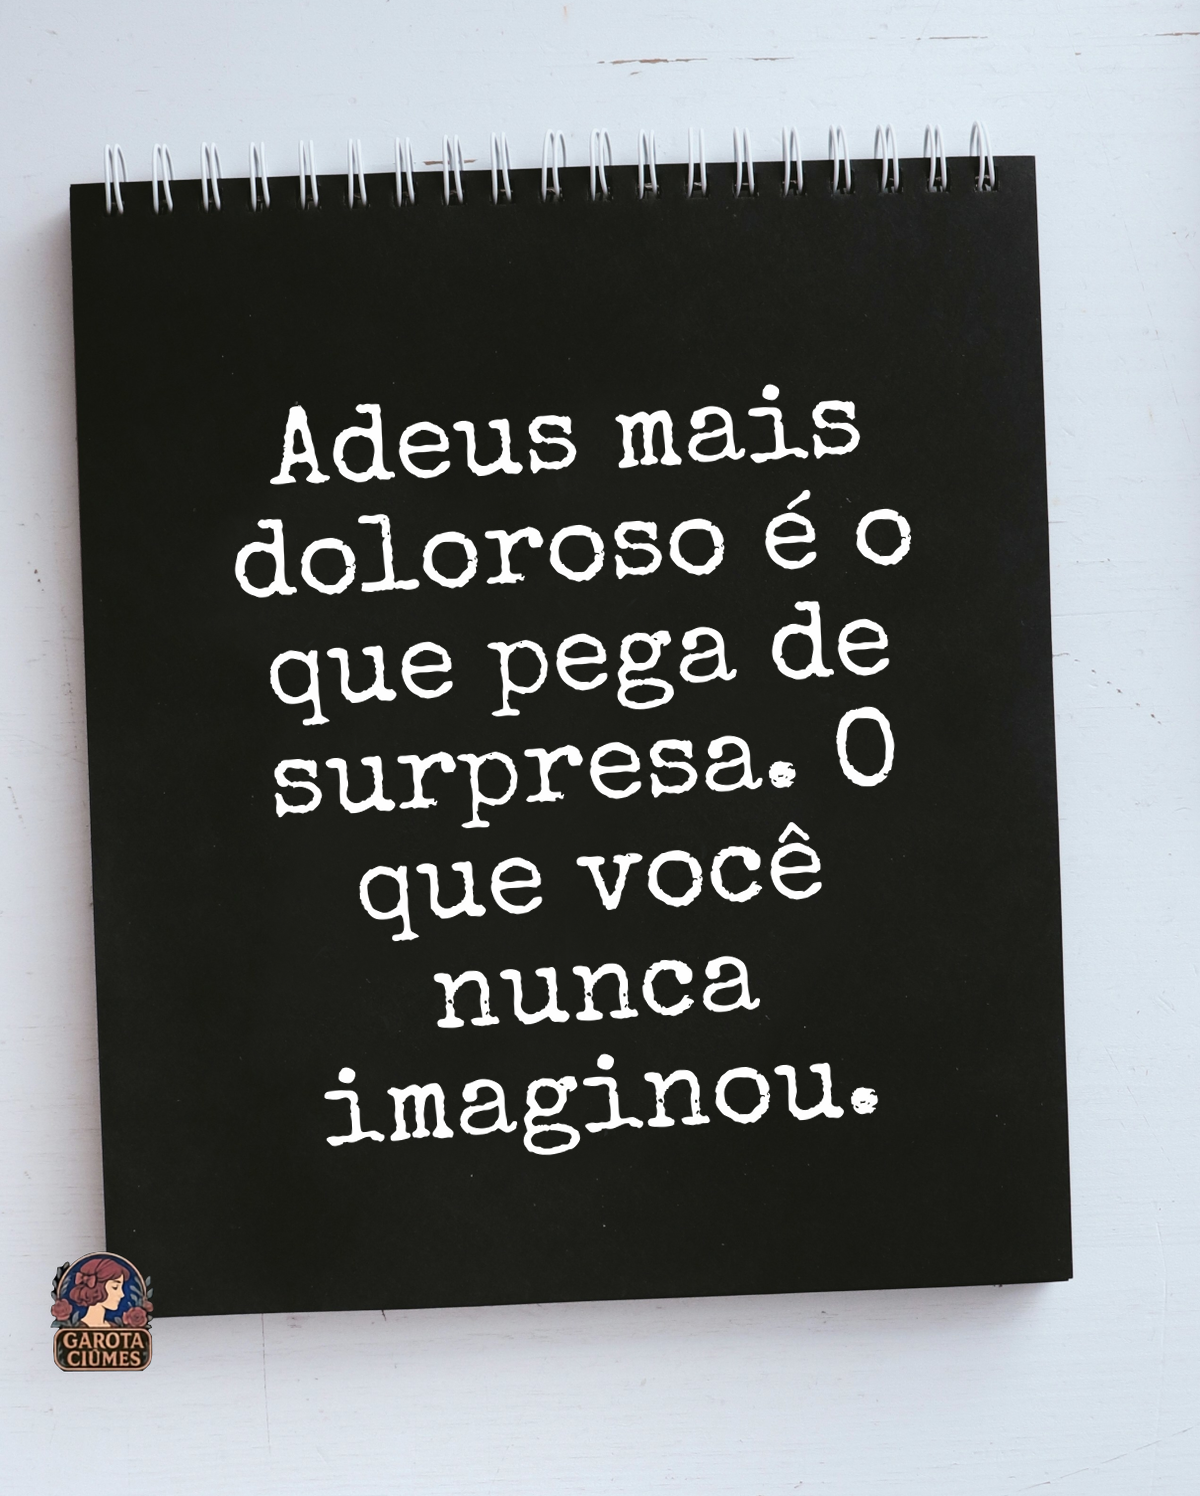 Adeus mais
doloroso é o
que pega de
surpresa. O
que você
nunca
imaginou.
GAROTA
CIÚMES